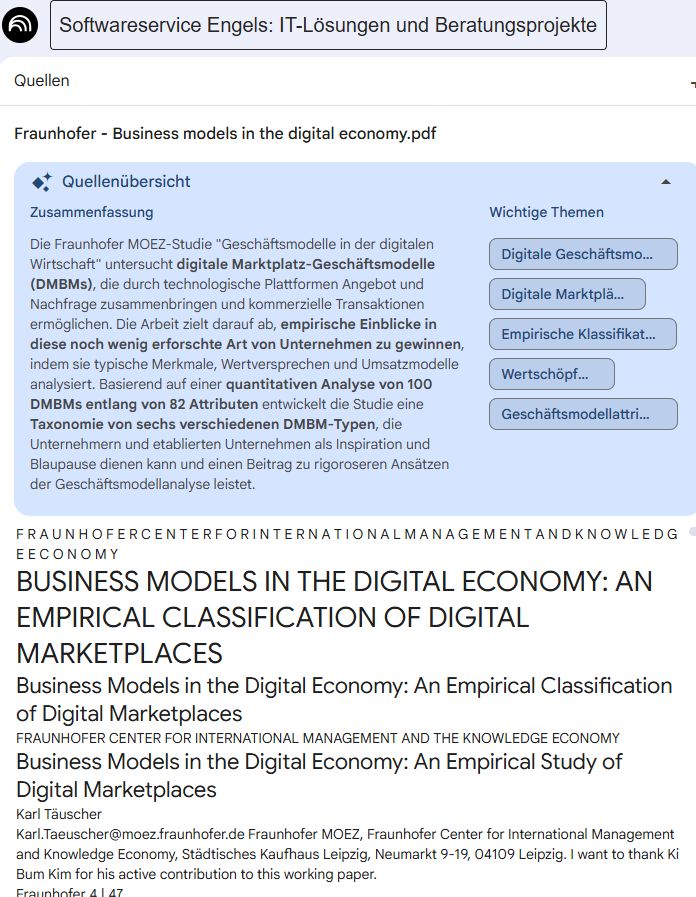 Softwareservice Engels: IT-Lösungen und Beratungsprojekte
Quellen
Fraunhofer - Business models in the digital economy.pdf
Quellenübersicht
Zusammenfassung
Die Fraunhofer MOEZ-Studie "Geschäftsmodelle in der digitalen
Wirtschaft" untersucht digitale Marktplatz-Geschäftsmodelle
(DMBMs), die durch technologische Plattformen Angebot und
Nachfrage zusammenbringen und kommerzielle Transaktionen
ermöglichen. Die Arbeit zielt darauf ab, empirische Einblicke in
diese noch wenig erforschte Art von Unternehmen zu gewinnen,
indem sie typische Merkmale, Wertversprechen und Umsatzmodelle
analysiert. Basierend auf einer quantitativen Analyse von 100
DMBMs entlang von 82 Attributen entwickelt die Studie eine
Taxonomie von sechs verschiedenen DMBM-Typen, die
Unternehmern und etablierten Unternehmen als Inspiration und
Blaupause dienen kann und einen Beitrag zu rigoroseren Ansätzen
der Geschäftsmodellanalyse leistet.
Wichtige Themen
Digitale Geschäftsmo...
Digitale Marktplä...
Empirische Klassifikat...
Wertschöpf...
Geschäftsmodellattri...
F R A U N H O F E R C E N T E R F O R I N T E R N A T I O N A L M A N A G E M E N T A N D K N O W L E D G
E E C O N O M Y
BUSINESS MODELS IN THE DIGITAL ECONOMY: AN
EMPIRICAL CLASSIFICATION OF DIGITAL
MARKETPLACES
Business Models in the Digital Economy: An Empirical Classification
of Digital Marketplaces
FRAUNHOFER CENTER FOR INTERNATIONAL MANAGEMENT AND THE KNOWLEDGE ECONOMY
Business Models in the Digital Economy: An Empirical Study of
Digital Marketplaces
Karl Täuscher
Karl.Taeuscher@moez.fraunhofer.de Fraunhofer MOEZ, Fraunhofer Center for International Management
and Knowledge Economy, Städtisches Kaufhaus Leipzig, Neumarkt 9-19, 04109 Leipzig. I want to thank Ki
Bum Kim for his active contribution to this working paper.
Fraunhofer 4 | 47